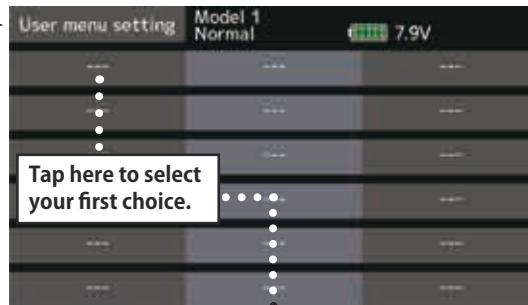 User menu setting
Model 1
Normal
7.9V
--- --- ---
--- --- ---
--- ---
Tap here to select
your first choice.
--- ---
--- --- ---
--- --- ---